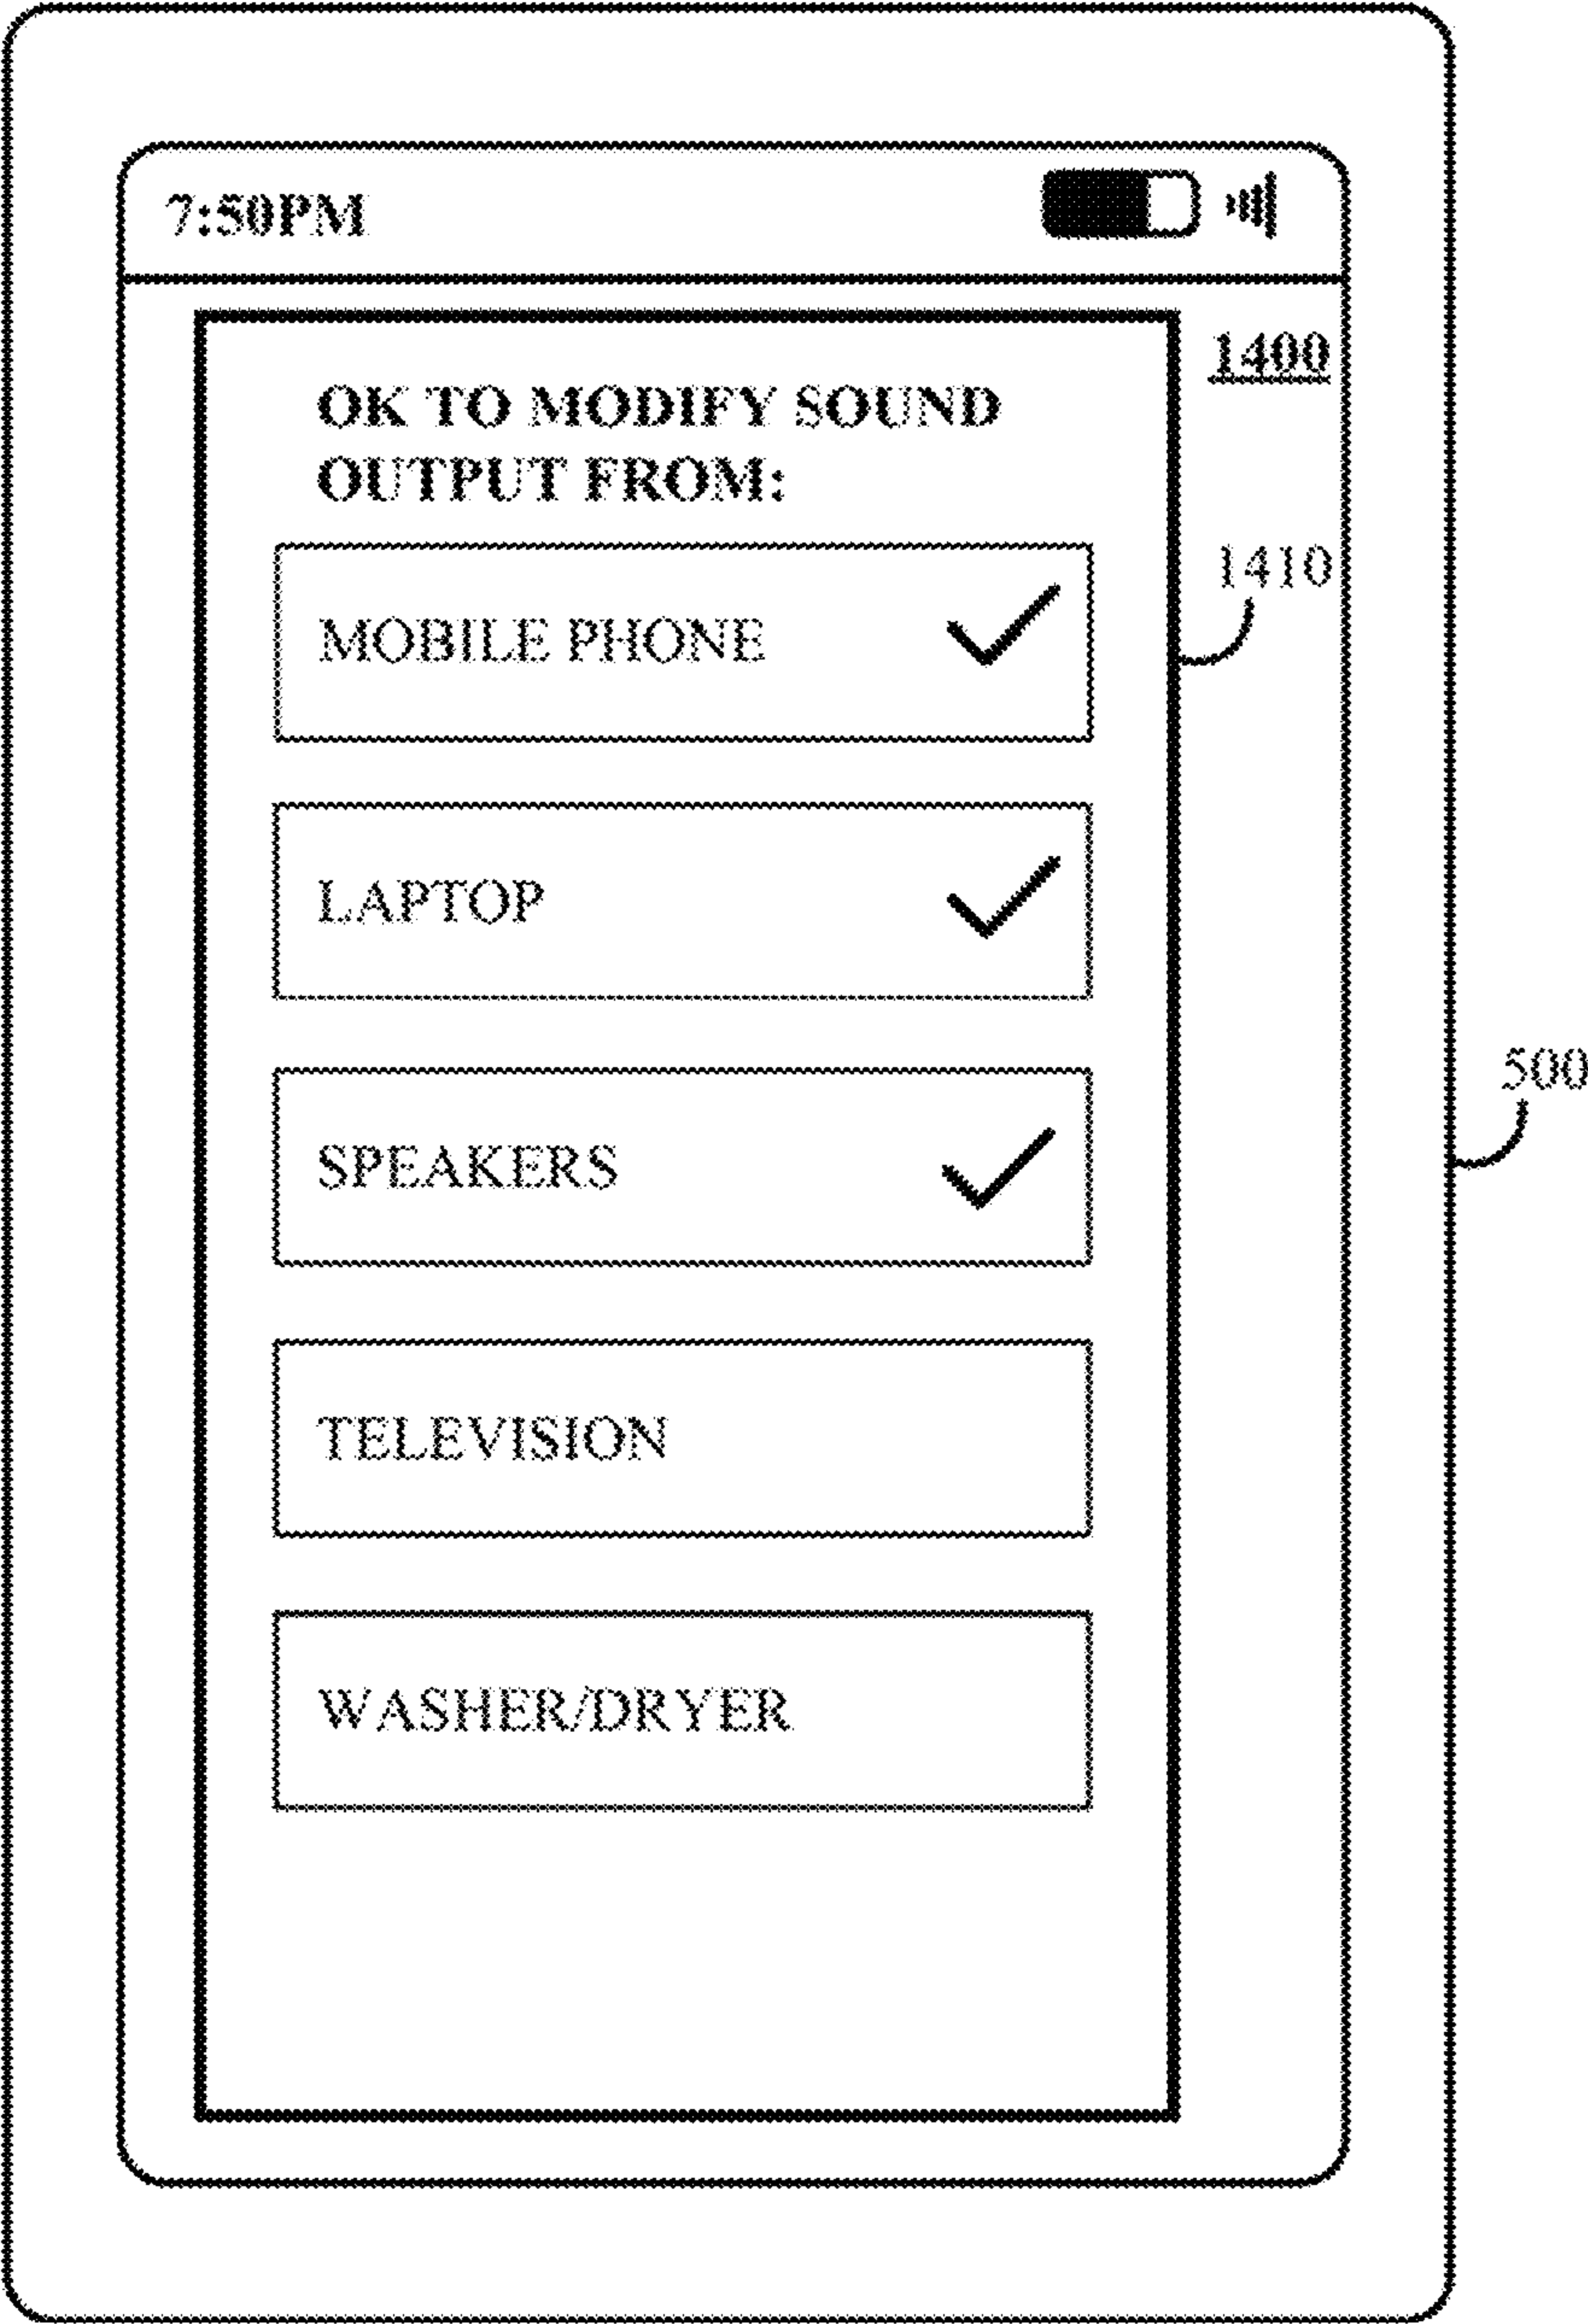 7:50PM
1400
OK TO MODIFY SOUND
OUTPUT FROM:
1410
MOBILE PHONE
LAPTOP
500
SPEAKERS
TELEVISION
WASHER/DRYER